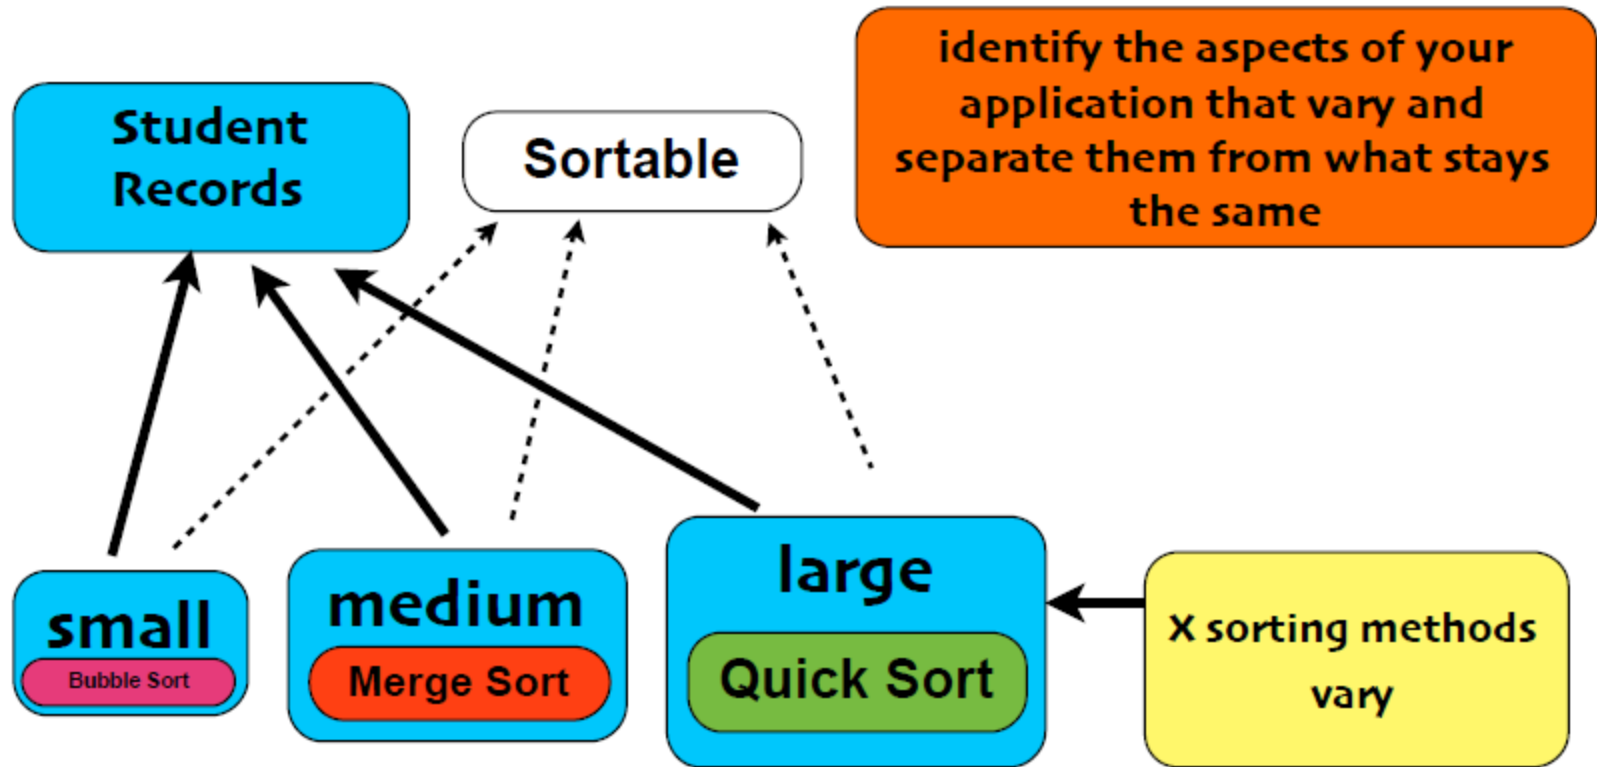 Student
Records
Sortable
identify the aspects of your
application that vary and
separate them from what stays
the same
small
Bubble Sort
medium
Merge Sort
large
Quick Sort
X sorting methods
vary